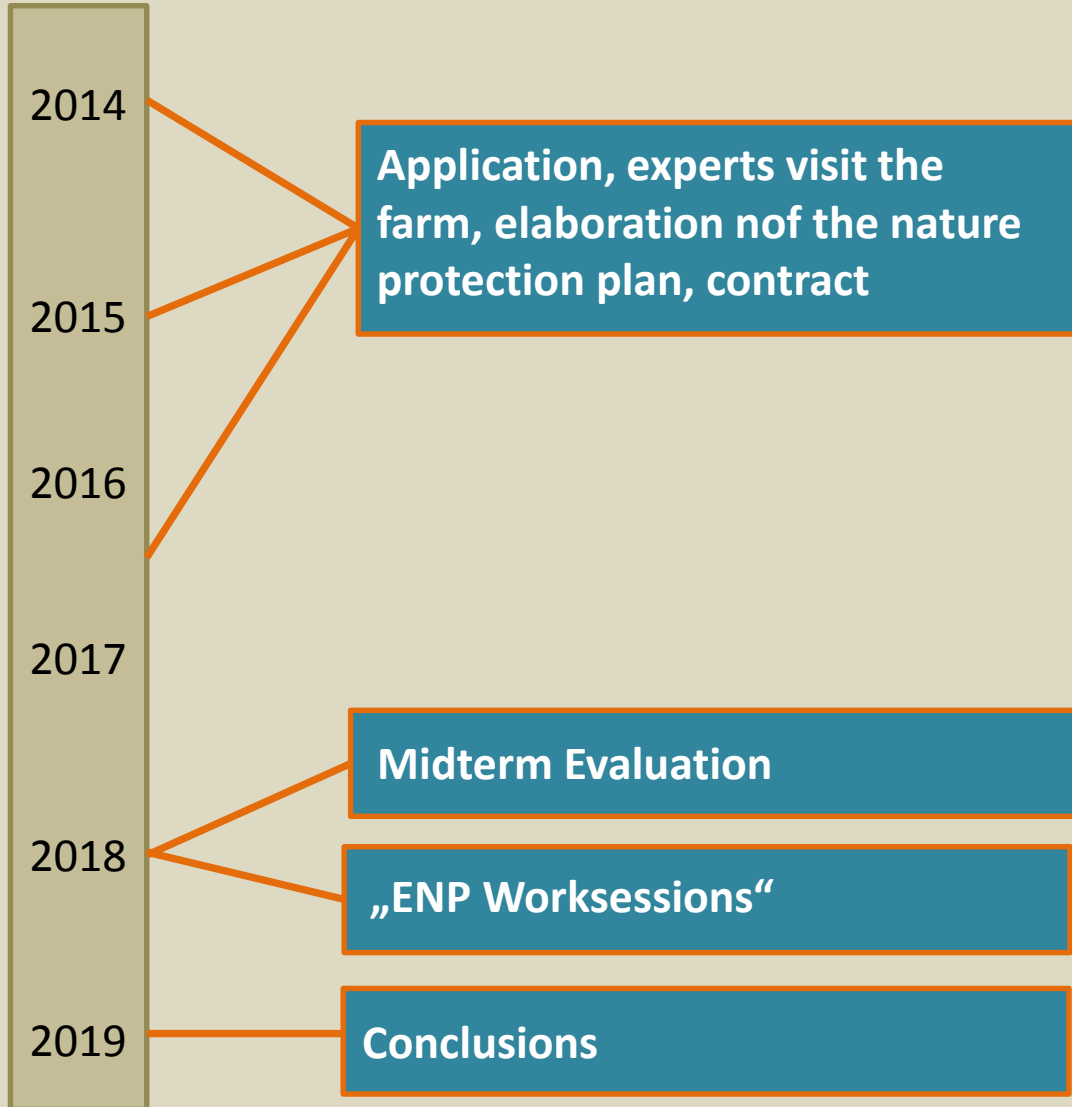 2014
Application, experts visit the
farm, elaboration nof the nature
protection plan, contract
2015
2016
2017
Midterm Evaluation
2018
„ENP Worksessions“
2019
Conclusions